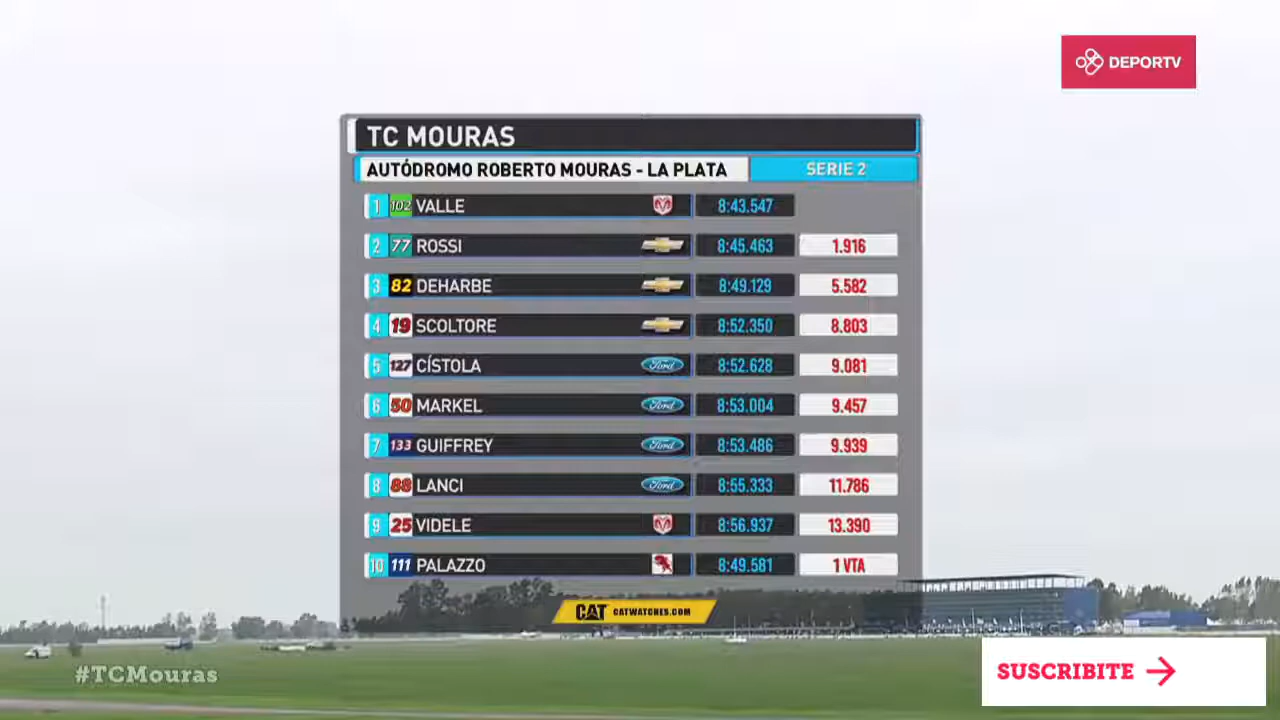 DEPORTV
TC MOURAS
AUTÓDROMO ROBERTO MOURAS - LA PLATA SERIE 2
1 102 VALLE 8:43.547
2 77 ROSSI 8:45.463 1.916
3 82 DEHARBE 8:49.129 5.582
4 19 SCOLTORE 8:52.350 8.803
5 127 CÍSTOLA Ford 8:52.628 9.081
6 50 MARKEL Ford 8:53.004 9.457
7 133 GUIFFREY Ford 8:53.486 9.939
8 88 LANCI Ford 8:55.333 11.786
9 25 VIDELE 8:56.937 13.390
10 111 PALAZZO 8:49.581 1 VTA
CAT CATWATCHES.COM
#TCMouras
SUSCRIBITE